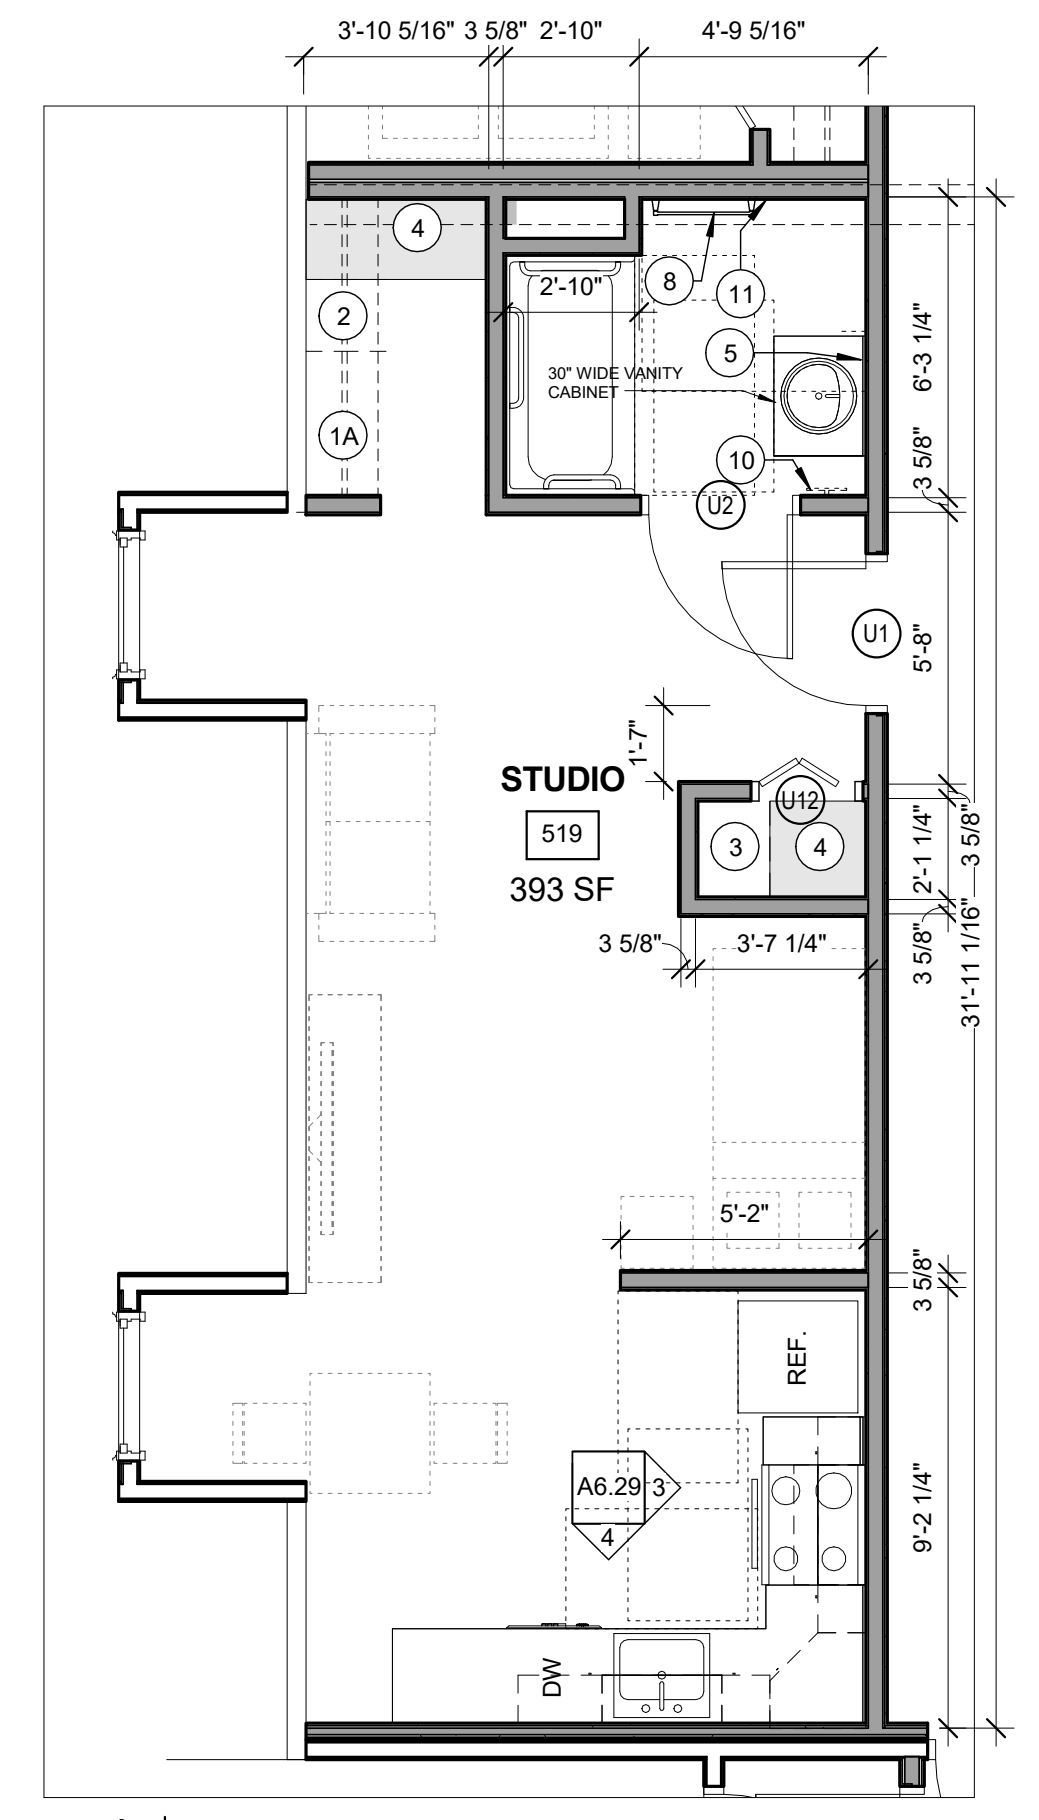 3'-10 5/16" 3 5/8" 2'-10" 4'-9 5/16"
4
2
1A
2'-10"
8
11
5
30" WIDE VANITY
CABINET
10
U2
6'-3 1/4"
3 5/8"
U1
5'-8"
1'-7"
STUDIO
519
393 SF
U12
3
4
2'-1 1/4"
3 5/8"
3 5/8"
31'-11 1/16"
3 5/8"
3'-7 1/4"
5'-2"
3 5/8"
REF.
A6.29
3
4
9'-2 1/4"
DW